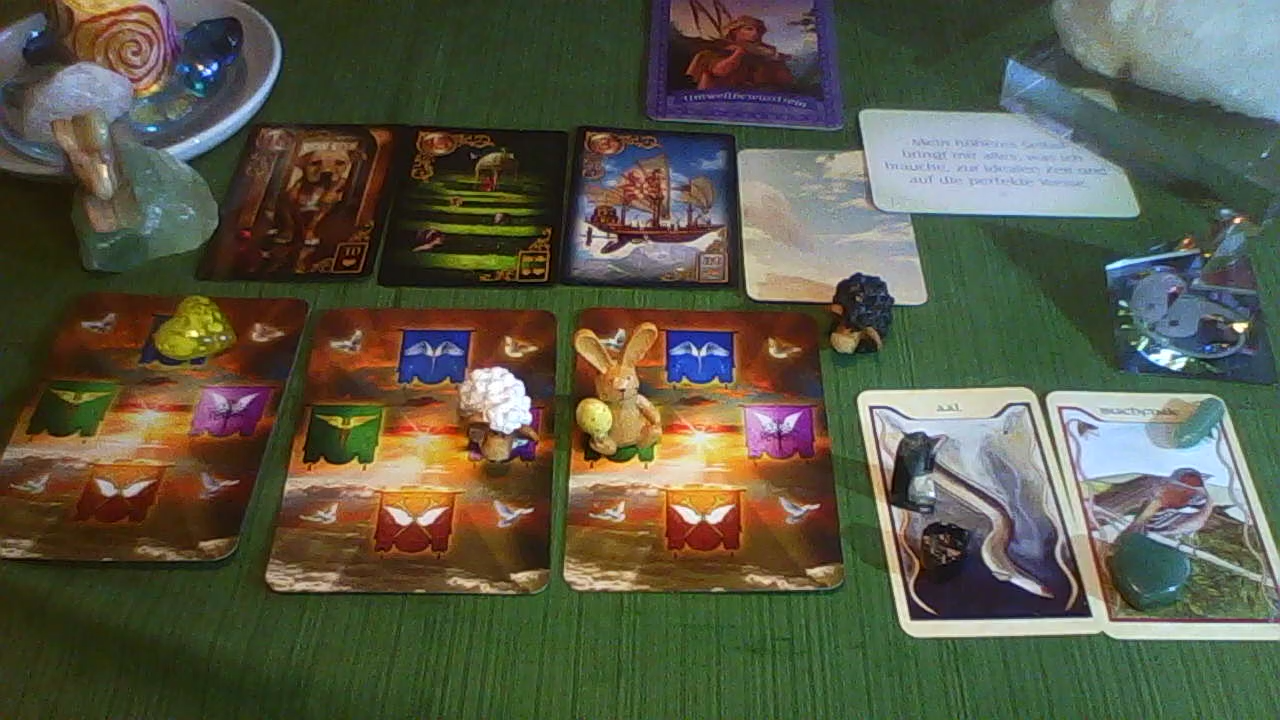 Umweltbewusstsein
Mein höheres Selbst
bringt mir alles, was ich
brauche, zur idealen Zeit und
auf die perfekte Weise.
AAL
BUCHFINK